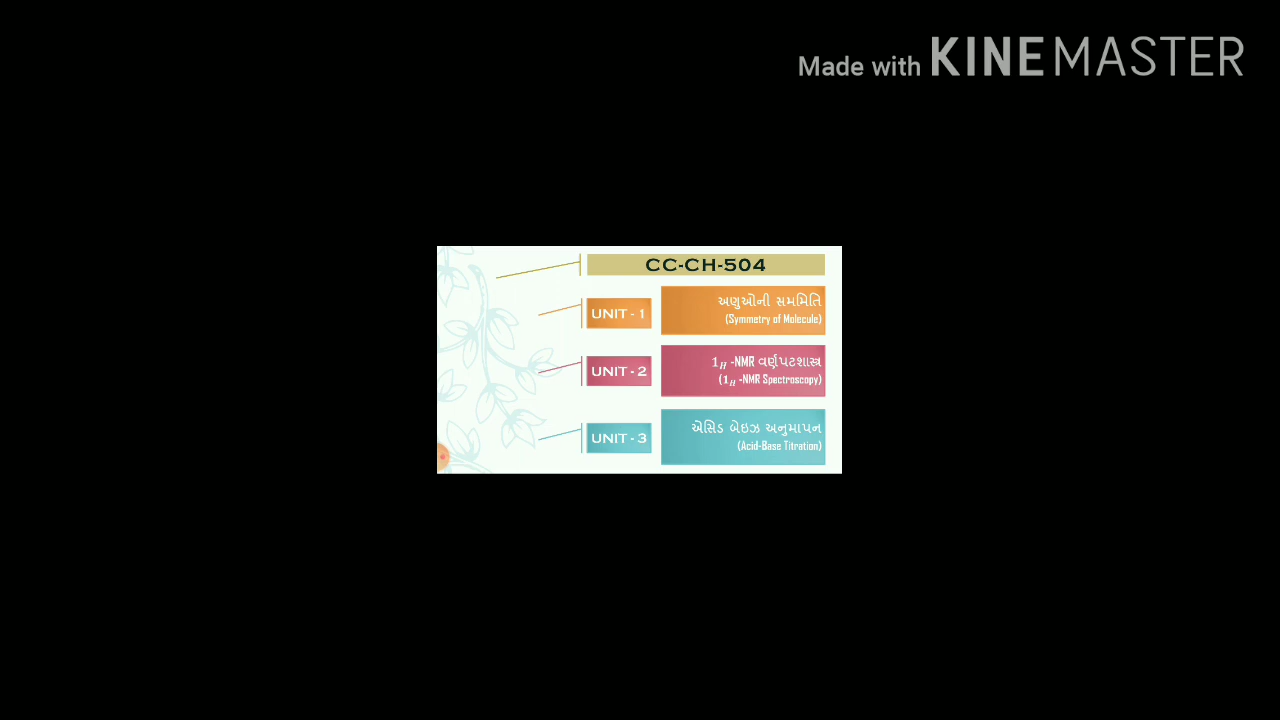 Made with KINEMASTER
CC-CH-504
UNIT - 1
અણુઓની સમમિતિ
(Symmetry of Molecule)
UNIT - 2
1H -NMR વર્ણપટશાસ્ત્ર
(1H -NMR Spectroscopy)
UNIT - 3
એસિડ બેઇઝ અનુમાપન
(Acid-Base Titration)